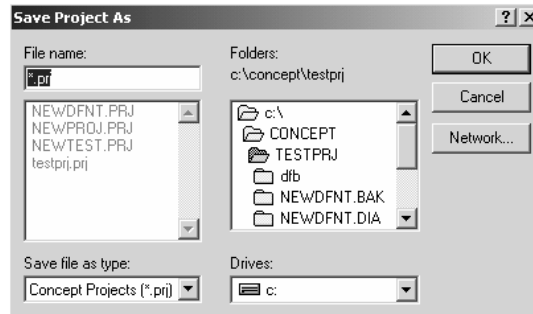 Save Project As
File name:
*.prj
NEWDFNT.PRJ
NEWPROJ.PRJ
NEWTEST.PRJ
testprj.prj
Save file as type:
Concept Projects (*.prj)
Folders:
c:\concept\testprj
c:\
CONCEPT
TESTPRJ
dfb
NEWDFNT.BAK
NEWDFNT.DIA
Drives:
c:
OK
Cancel
Network...